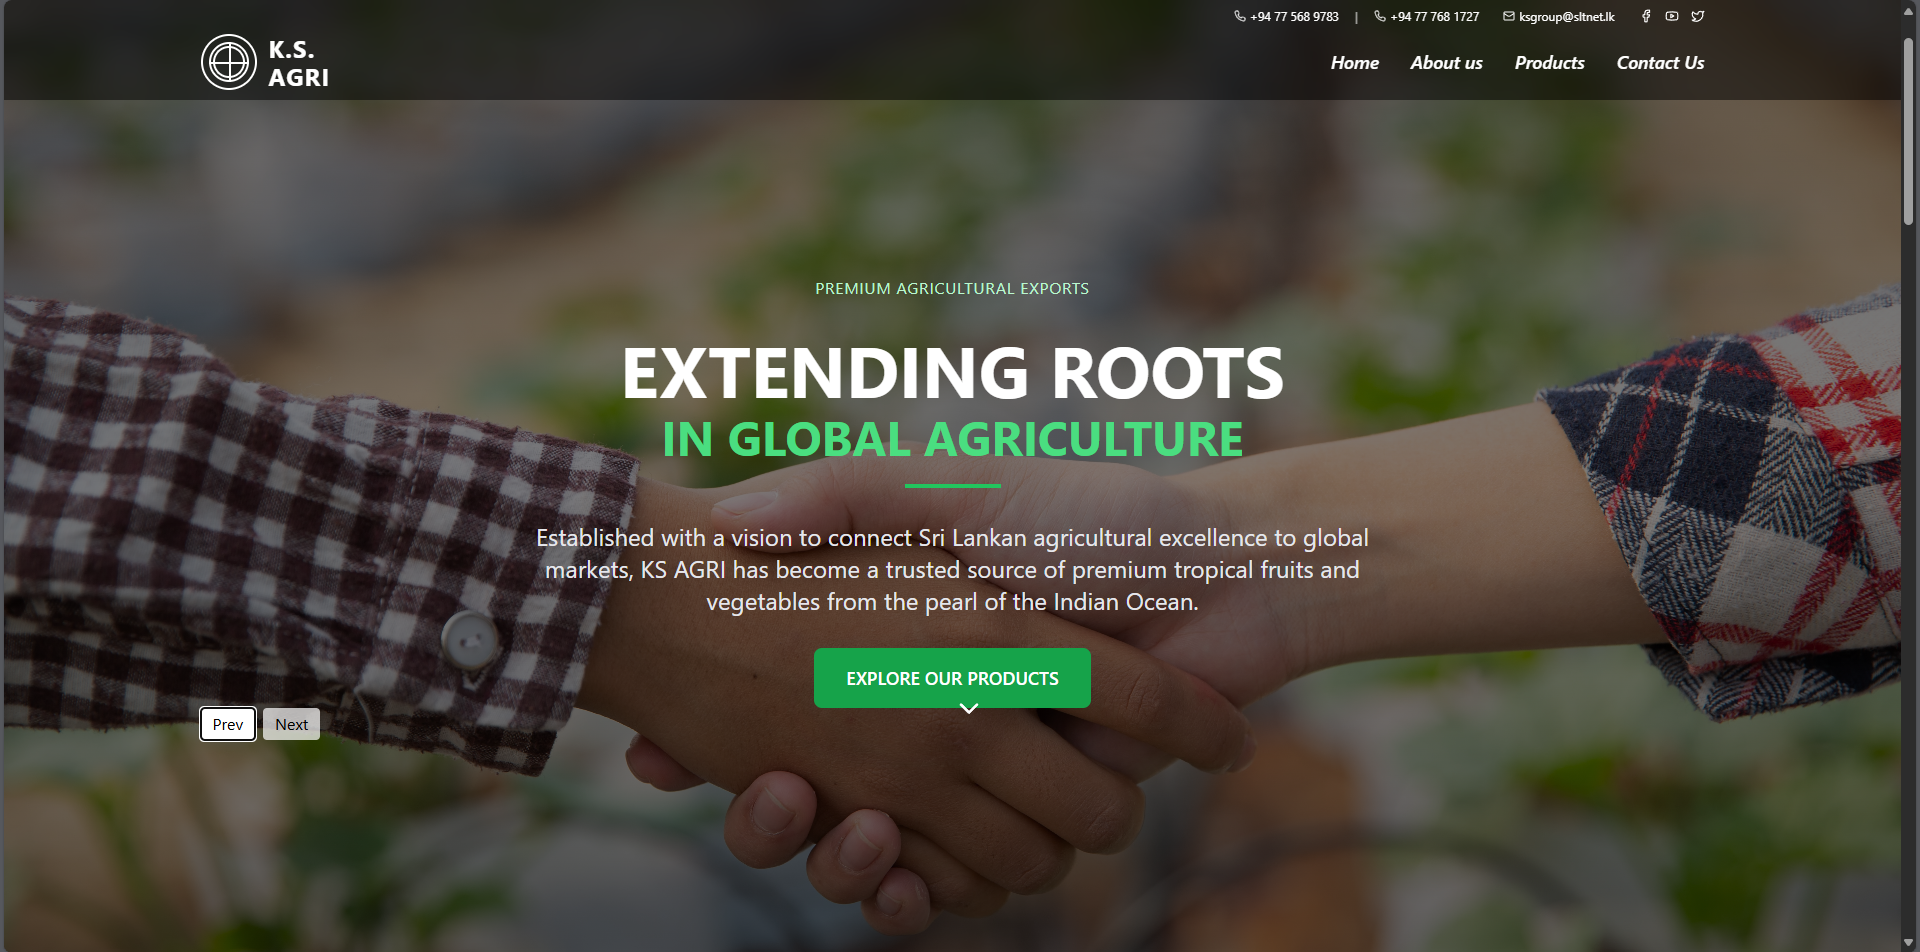 +94 77 568 9783 | +94 77 768 1727 ksgroup@sltnet.lk
K.S.
AGRI
Home About us Products Contact Us
PREMIUM AGRICULTURAL EXPORTS
EXTENDING ROOTS
IN GLOBAL AGRICULTURE
Established with a vision to connect Sri Lankan agricultural excellence to global
markets, KS AGRI has become a trusted source of premium tropical fruits and
vegetables from the pearl of the Indian Ocean.
EXPLORE OUR PRODUCTS
Prev Next